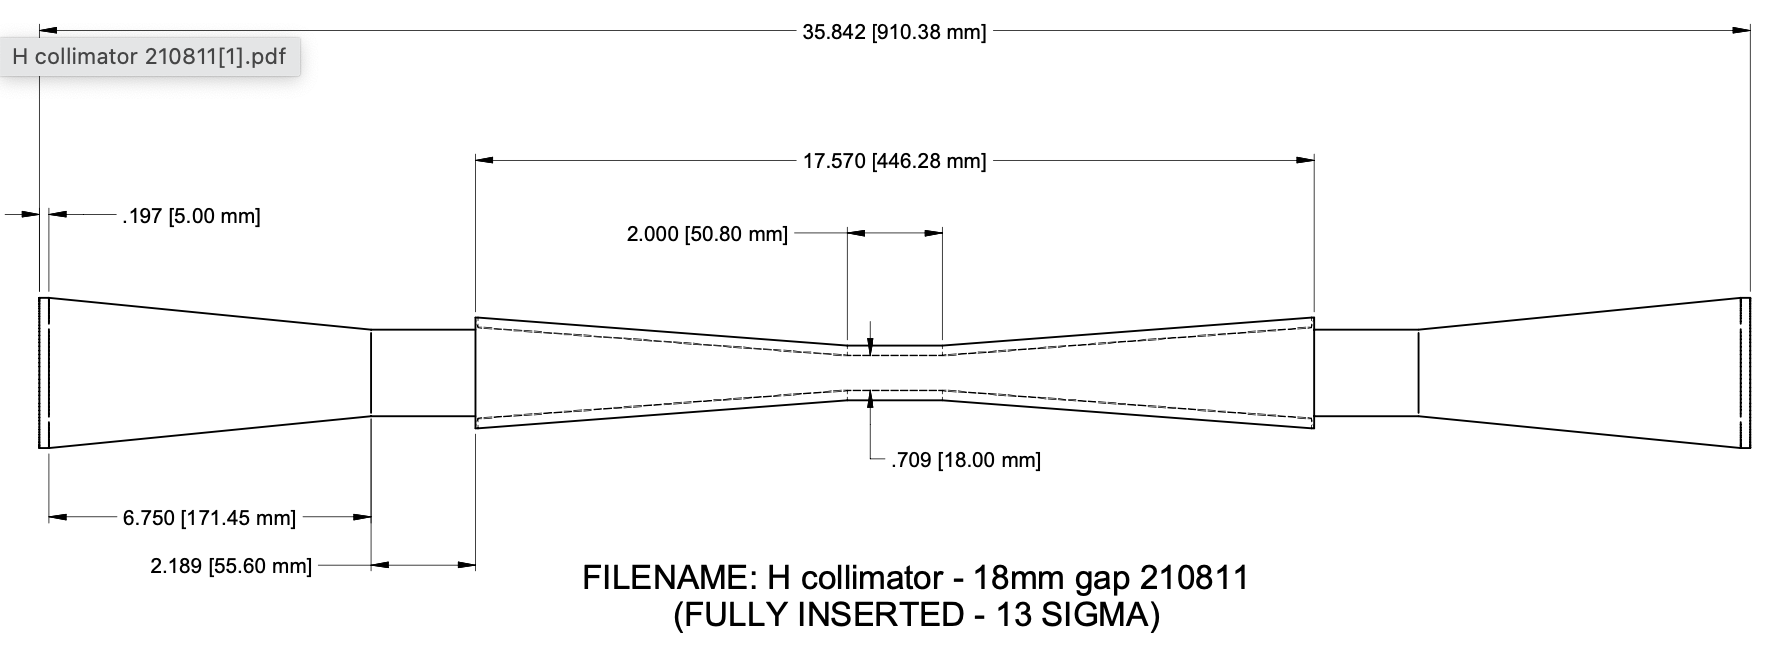 35.842 [910.38 mm]
H collimator 210811[1].pdf
17.570 [446.28 mm]
.197 [5.00 mm]
2.000 [50.80 mm]
.709 [18.00 mm]
6.750 [171.45 mm]
2.189 [55.60 mm]
FILENAME: H collimator - 18mm gap 210811
(FULLY INSERTED - 13 SIGMA)